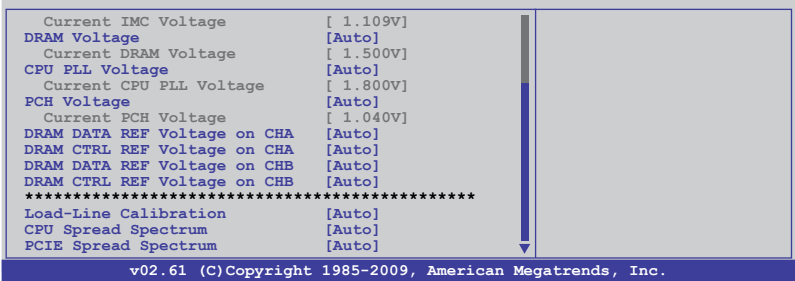 Current IMC Voltage [ 1.109V]
DRAM Voltage [Auto]
Current DRAM Voltage [ 1.500V]
CPU PLL Voltage [Auto]
Current CPU PLL Voltage [ 1.800V]
PCH Voltage [Auto]
Current PCH Voltage [ 1.040V]
DRAM DATA REF Voltage on CHA [Auto]
DRAM CTRL REF Voltage on CHA [Auto]
DRAM DATA REF Voltage on CHB [Auto]
DRAM CTRL REF Voltage on CHB [Auto]
***********************************************
Load-Line Calibration [Auto]
CPU Spread Spectrum [Auto]
PCIE Spread Spectrum [Auto]
v02.61 (C)Copyright 1985-2009, American Megatrends, Inc.